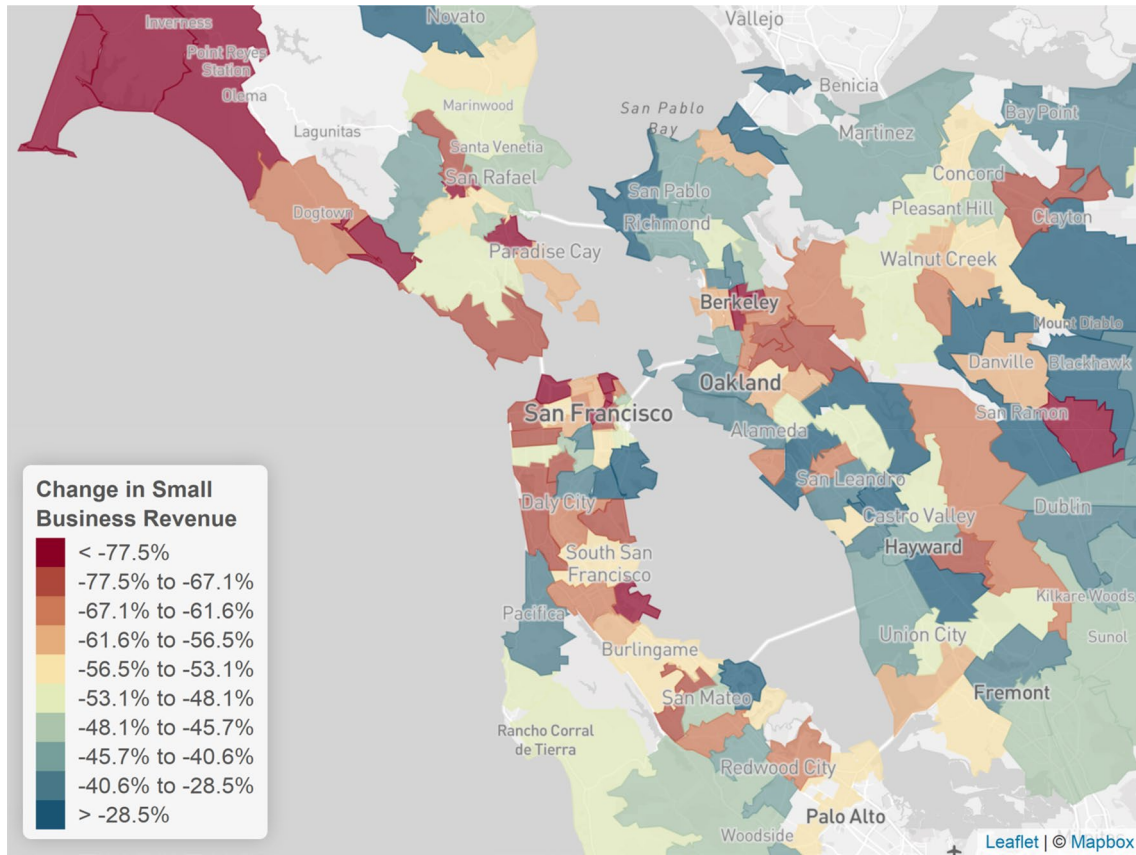 Inverness
Novato
Vallejo
Point Reyes
Station
Olema
Benicia
Marinwood
San Pablo
Bay
Bay Point
Lagunitas
Martinez
Santa Venetia
San Rafael
Concord
San Pablo
Pleasant Hill
Dogtown
Richmond
Clayton
Paradise Cay
Walnut Creek
Berkeley
Mount Diablo
Danville
Blackhawk
Oakland
San Francisco
San Ramon
Alameda
San Leandro
Daly City
Dublin
Castro Valley
Hayward
South San
Francisco
Kilkare Woods
Pacifica
Union City
Sunol
Burlingame
San Mateo
Fremont
Rancho Corral
de Tierra
Redwood City
Palo Alto
Woodside
Change in Small
Business Revenue
< -77.5%
-77.5% to -67.1%
-67.1% to -61.6%
-61.6% to -56.5%
-56.5% to -53.1%
-53.1% to -48.1%
-48.1% to -45.7%
-45.7% to -40.6%
-40.6% to -28.5%
> -28.5%
Leaflet | © Mapbox